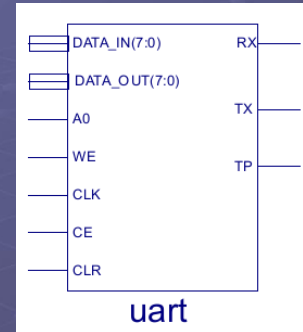 DATA_IN(7:0) RX
DATA_OUT(7:0)
TX
A0
WE
TP
CLK
CE
CLR
uart